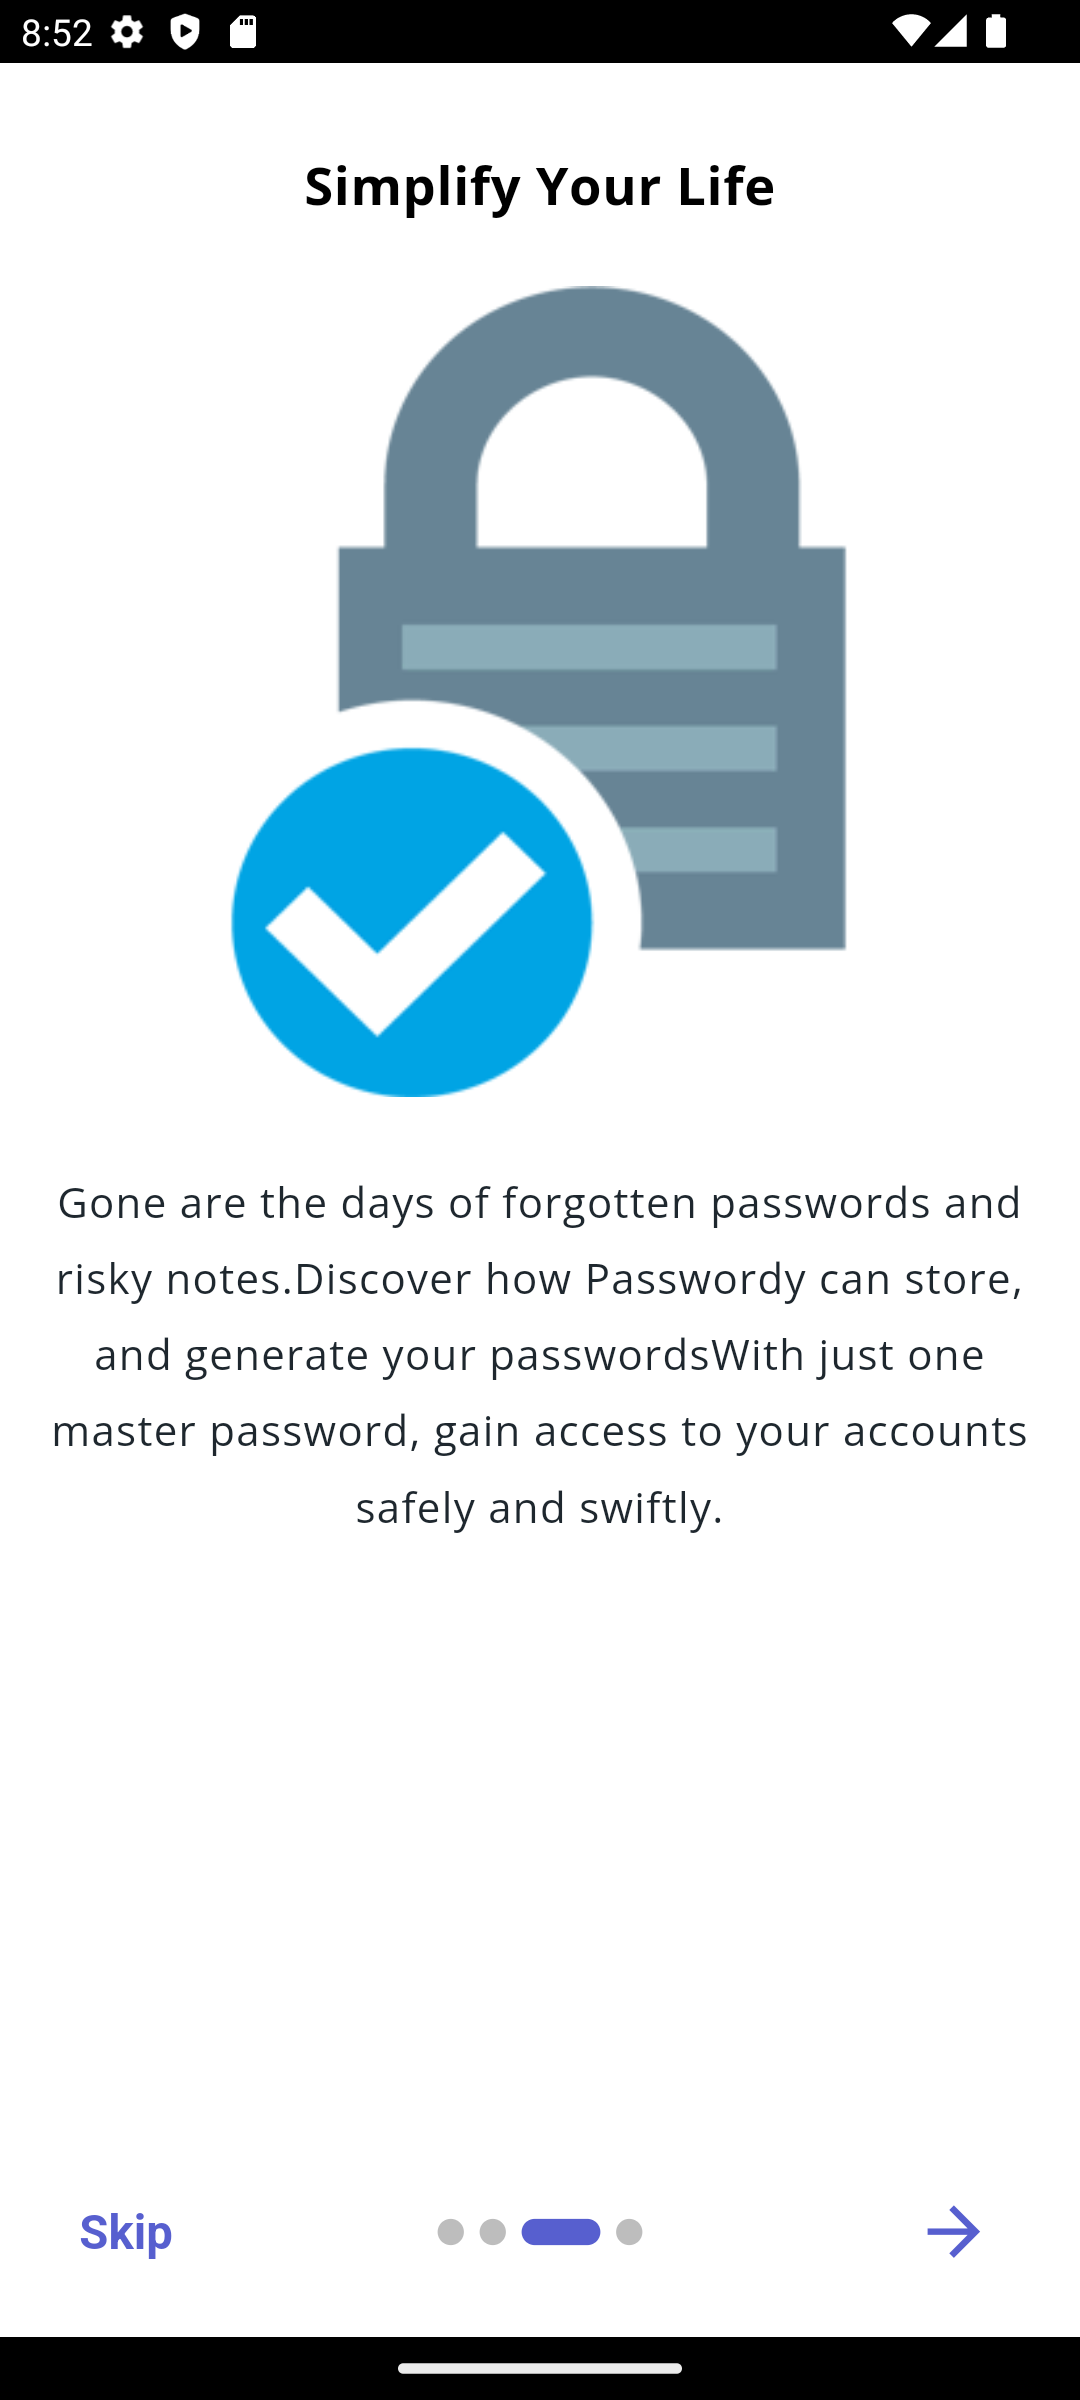 8:52
Simplify Your Life
Gone are the days of forgotten passwords and
risky notes.Discover how Passwordy can store,
and generate your passwordsWith just one
master password, gain access to your accounts
safely and swiftly.
Skip